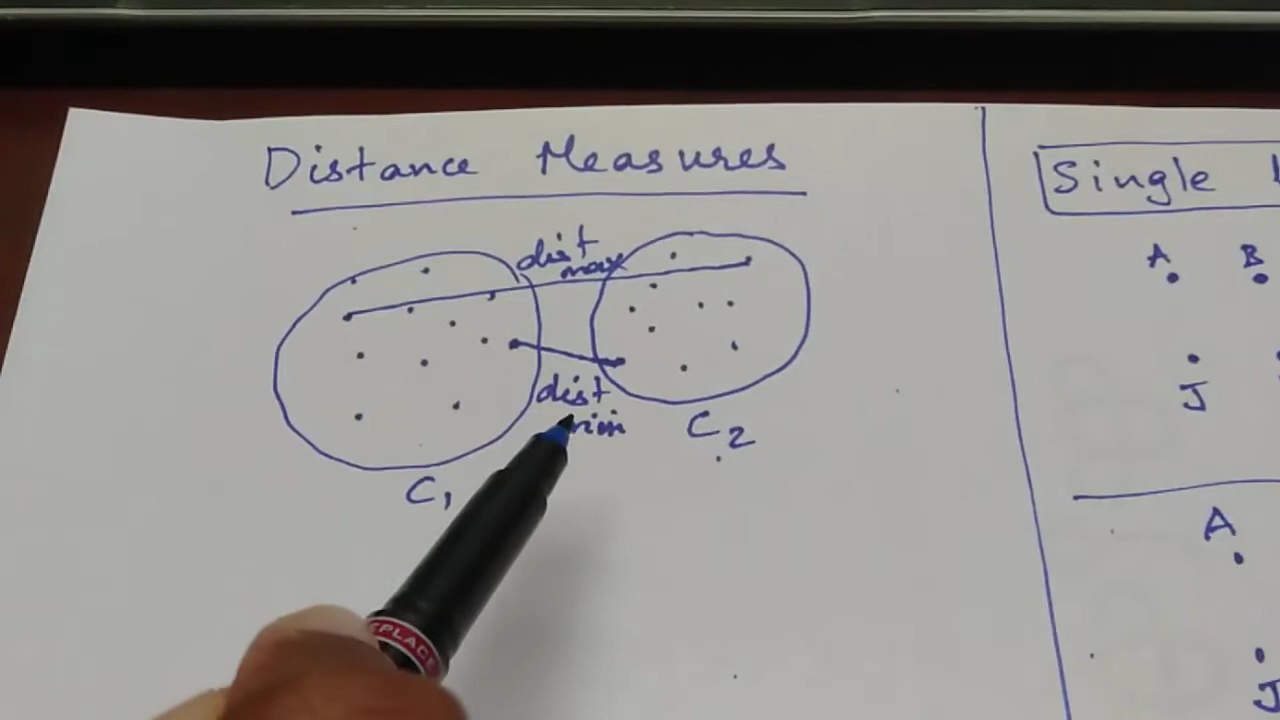 Distance Measures
dist
max
dist
min
C1
C2
Single
A B
J
A
J